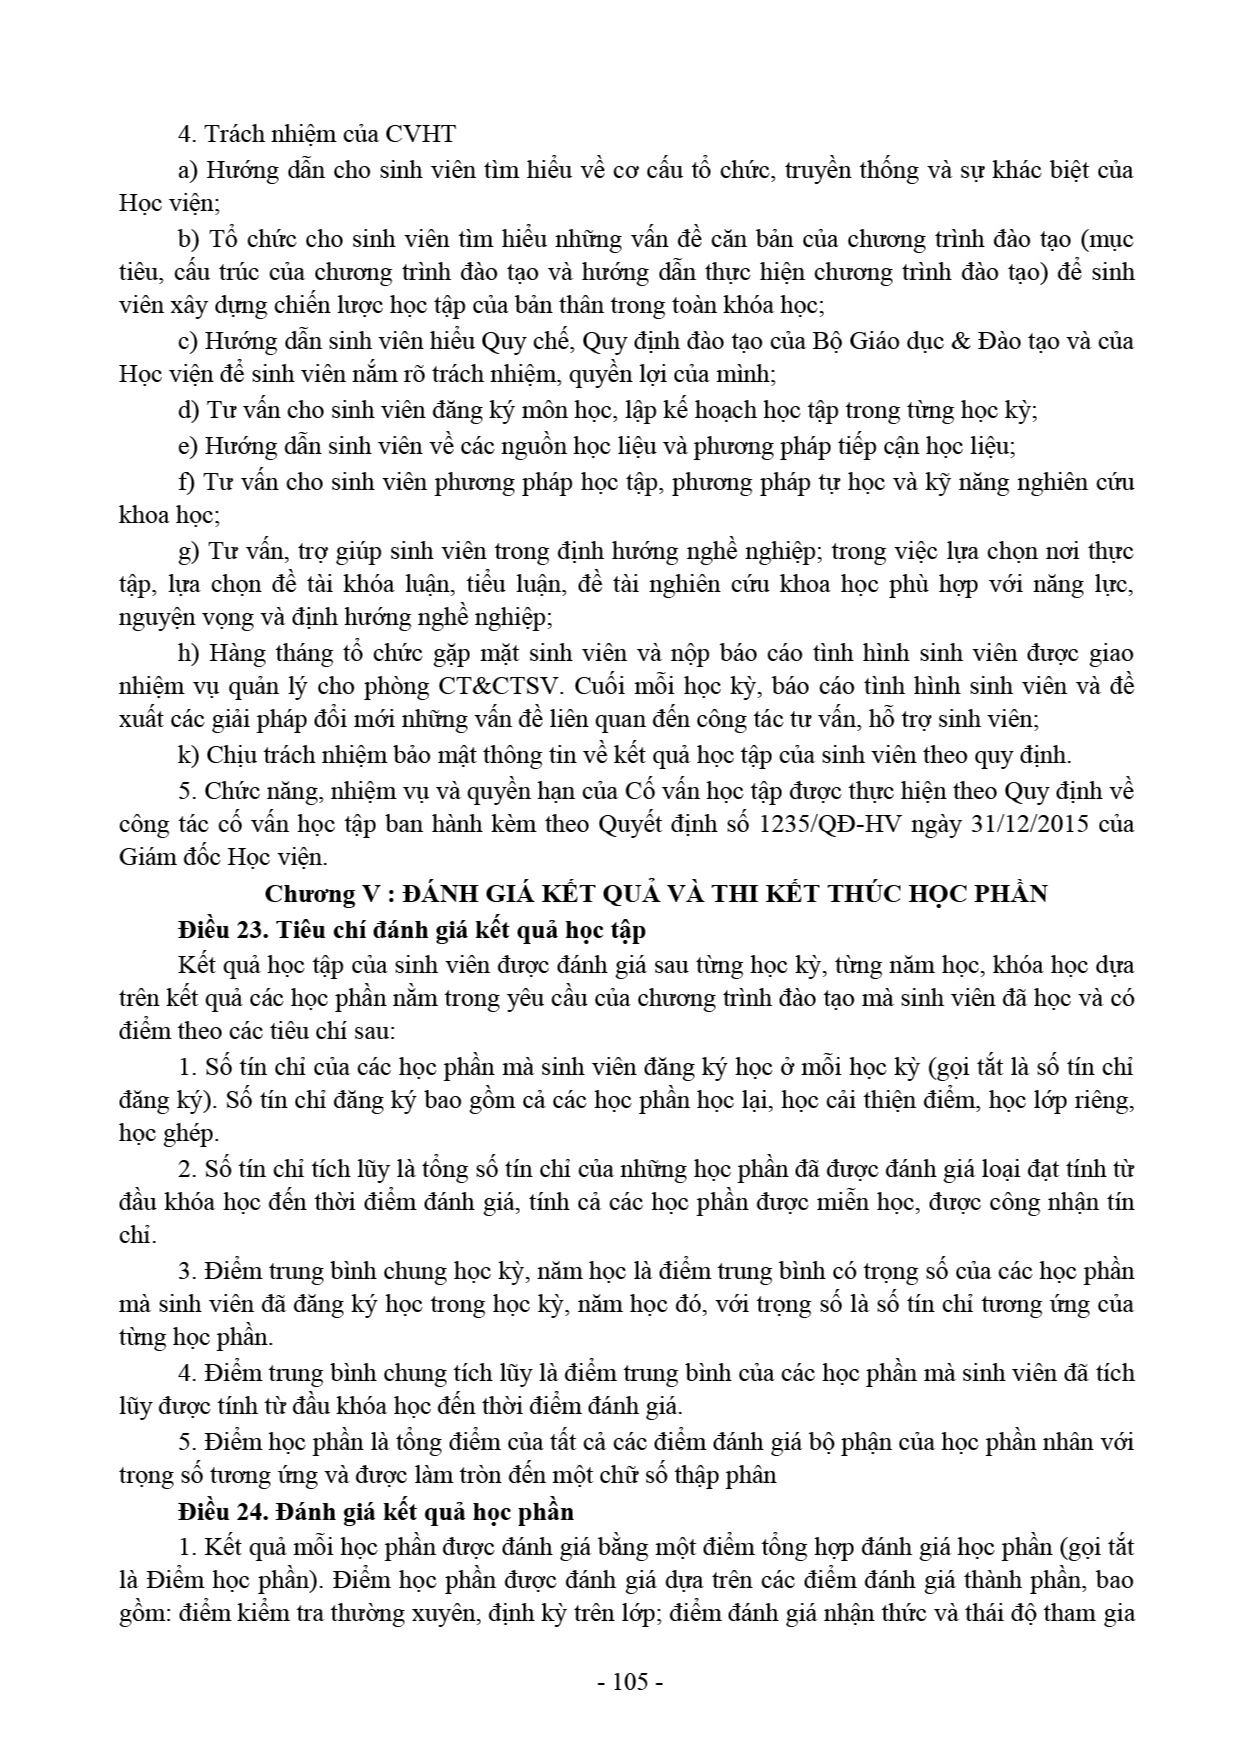 4. Trách nhiệm của CVHT
a) Hướng dẫn cho sinh viên tìm hiểu về cơ cấu tổ chức, truyền thống và sự khác biệt của
Học viện;
b) Tổ chức cho sinh viên tìm hiểu những vấn đề căn bản của chương trình đào tạo (mục
tiêu, cấu trúc của chương trình đào tạo và hướng dẫn thực hiện chương trình đào tạo) để sinh
viên xây dựng chiến lược học tập của bản thân trong toàn khóa học;
c) Hướng dẫn sinh viên hiểu Quy chế, Quy định đào tạo của Bộ Giáo dục & Đào tạo và của
Học viện để sinh viên nắm rõ trách nhiệm, quyền lợi của mình;
d) Tư vấn cho sinh viên đăng ký môn học, lập kế hoạch học tập trong từng học kỳ;
e) Hướng dẫn sinh viên về các nguồn học liệu và phương pháp tiếp cận học liệu;
f) Tư vấn cho sinh viên phương pháp học tập, phương pháp tự học và kỹ năng nghiên cứu
khoa học;
g) Tư vấn, trợ giúp sinh viên trong định hướng nghề nghiệp; trong việc lựa chọn nơi thực
tập, lựa chọn đề tài khóa luận, tiểu luận, đề tài nghiên cứu khoa học phù hợp với năng lực,
nguyện vọng và định hướng nghề nghiệp;
h) Hàng tháng tổ chức gặp mặt sinh viên và nộp báo cáo tình hình sinh viên được giao
nhiệm vụ quản lý cho phòng CT&CTSV. Cuối mỗi học kỳ, báo cáo tình hình sinh viên và đề
xuất các giải pháp đổi mới những vấn đề liên quan đến công tác tư vấn, hỗ trợ sinh viên;
k) Chịu trách nhiệm bảo mật thông tin về kết quả học tập của sinh viên theo quy định.
5. Chức năng, nhiệm vụ và quyền hạn của Cố vấn học tập được thực hiện theo Quy định về
công tác cố vấn học tập ban hành kèm theo Quyết định số 1235/QĐ-HV ngày 31/12/2015 của
Giám đốc Học viện.
Chương V : ĐÁNH GIÁ KẾT QUẢ VÀ THI KẾT THÚC HỌC PHẦN
Điều 23. Tiêu chí đánh giá kết quả học tập
Kết quả học tập của sinh viên được đánh giá sau từng học kỳ, từng năm học, khóa học dựa
trên kết quả các học phần nằm trong yêu cầu của chương trình đào tạo mà sinh viên đã học và có
điểm theo các tiêu chí sau:
1. Số tín chỉ của các học phần mà sinh viên đăng ký học ở mỗi học kỳ (gọi tắt là số tín chỉ
đăng ký). Số tín chỉ đăng ký bao gồm cả các học phần học lại, học cải thiện điểm, học lớp riêng,
học ghép.
2. Số tín chỉ tích lũy là tổng số tín chỉ của những học phần đã được đánh giá loại đạt tính từ
đầu khóa học đến thời điểm đánh giá, tính cả các học phần được miễn học, được công nhận tín
chỉ.
3. Điểm trung bình chung học kỳ, năm học là điểm trung bình có trọng số của các học phần
mà sinh viên đã đăng ký học trong học kỳ, năm học đó, với trọng số là số tín chỉ tương ứng của
từng học phần.
4. Điểm trung bình chung tích lũy là điểm trung bình của các học phần mà sinh viên đã tích
lũy được tính từ đầu khóa học đến thời điểm đánh giá.
5. Điểm học phần là tổng điểm của tất cả các điểm đánh giá bộ phận của học phần nhân với
trọng số tương ứng và được làm tròn đến một chữ số thập phân
Điều 24. Đánh giá kết quả học phần
1. Kết quả mỗi học phần được đánh giá bằng một điểm tổng hợp đánh giá học phần (gọi tắt
là Điểm học phần). Điểm học phần được đánh giá dựa trên các điểm đánh giá thành phần, bao
gồm: điểm kiểm tra thường xuyên, định kỳ trên lớp; điểm đánh giá nhận thức và thái độ tham gia
- 105 -